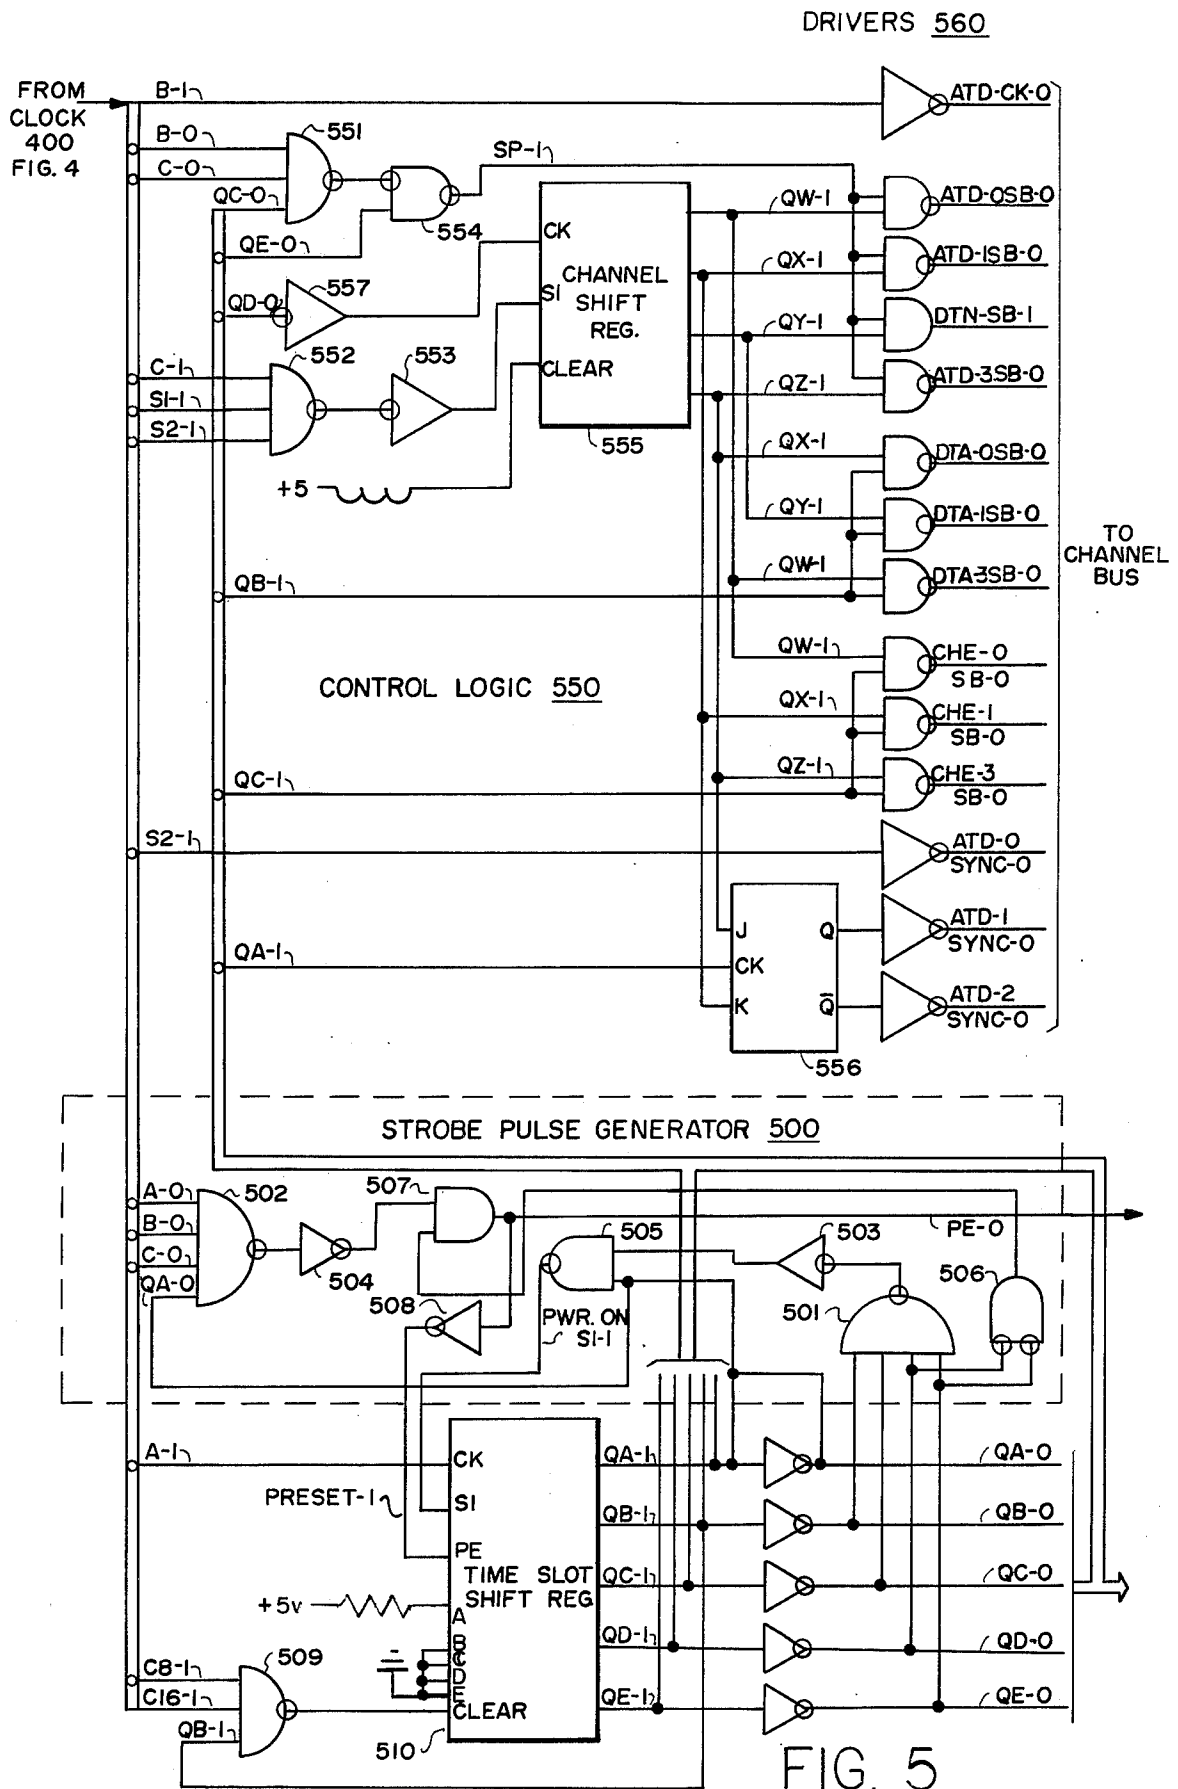 DRIVERS 560
FROM
CLOCK
400
FIG. 4
B-1
ATD-CK-0
B-0
551
C-0
SP-1
QC-0
554
QW-1
ATD-0SB-0
QE-0
CK
QX-1
ATD-1SB-0
QD-0
557
CHANNEL
SHIFT
REG.
SI
QY-1
DTN-SB-1
552
553
C-1
CLEAR
QZ-1
ATD-3SB-0
S1-1
S2-1
555
QX-1
DTA-0SB-0
+5
QY-1
DTA-1SB-0
TO
CHANNEL
BUS
QW-1
DTA-3SB-0
QB-1
QW-1
CHE-0
SB-0
CONTROL LOGIC 550
QX-1
CHE-1
SB-0
QZ-1
CHE-3
SB-0
QC-1
S2-1
ATD-0
SYNC-0
J
Q
ATD-1
SYNC-0
QA-1
CK
K
Q̅
ATD-2
SYNC-0
556
STROBE PULSE GENERATOR 500
A-0
502
507
B-0
505
503
PE-0
C-0
504
506
QA-0
508
PWR. ON
S1-1
501
A-1
CK
QA-1
QA-0
PRESET-1
SI
QB-1
QB-0
PE
TIME SLOT
SHIFT REG
QC-1
QC-0
+5v
A
B
C
D
E
QD-1
QD-0
C8-1
509
C16-1
CLEAR
QE-1
QE-0
QB-1
510
FIG. 5